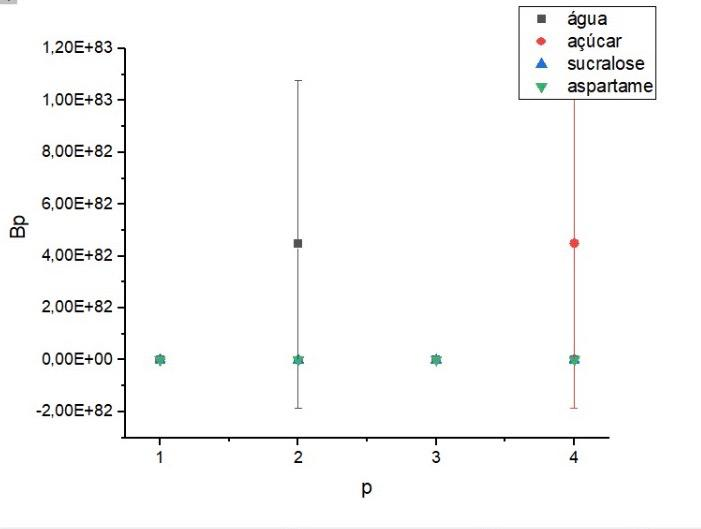 água
açúcar
sucralose
aspartame
1,20E+83
1,00E+83
8,00E+82
6,00E+82
4,00E+82
2,00E+82
0,00E+00
-2,00E+82
Bp
1 2 3 4
p